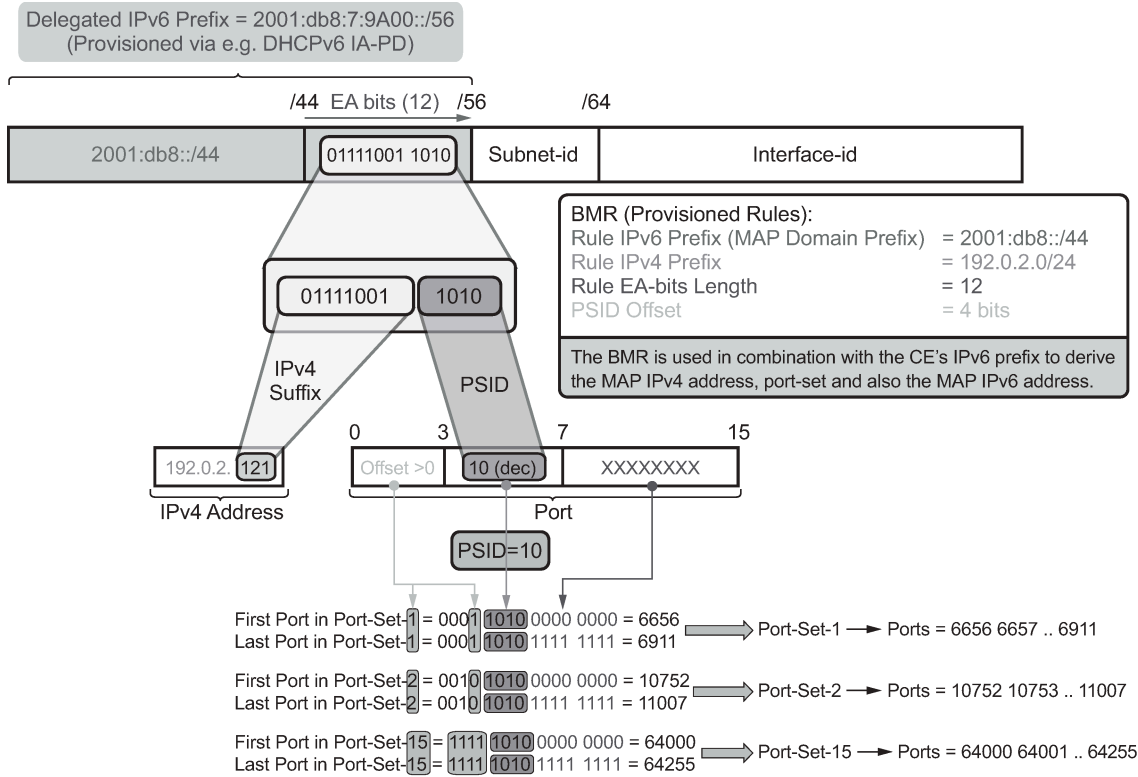 Delegated IPv6 Prefix = 2001:db8:7:9A00::/56
(Provisioned via e.g. DHCPv6 IA-PD)
/44 EA bits (12) /56 /64
2001:db8::/44 01111001 1010 Subnet-id Interface-id
BMR (Provisioned Rules):
Rule IPv6 Prefix (MAP Domain Prefix) = 2001:db8::/44
Rule IPv4 Prefix = 192.0.2.0/24
Rule EA-bits Length = 12
PSID Offset = 4 bits
The BMR is used in combination with the CE's IPv6 prefix to derive
the MAP IPv4 address, port-set and also the MAP IPv6 address.
01111001 1010
IPv4
Suffix
PSID
0 3 7 15
192.0.2. 121 Offset >0 10 (dec) XXXXXXXX
IPv4 Address Port
PSID=10
First Port in Port-Set-1 = 0001 1010 0000 0000 = 6656
Last Port in Port-Set-1 = 0001 1010 1111 1111 = 6911
Port-Set-1 Ports = 6656 6657 .. 6911
First Port in Port-Set-2 = 0010 1010 0000 0000 = 10752
Last Port in Port-Set-2 = 0010 1010 1111 1111 = 11007
Port-Set-2 Ports = 10752 10753 .. 11007
First Port in Port-Set-15 = 1111 1010 0000 0000 = 64000
Last Port in Port-Set-15 = 1111 1010 1111 1111 = 64255
Port-Set-15 Ports = 64000 64001 .. 64255